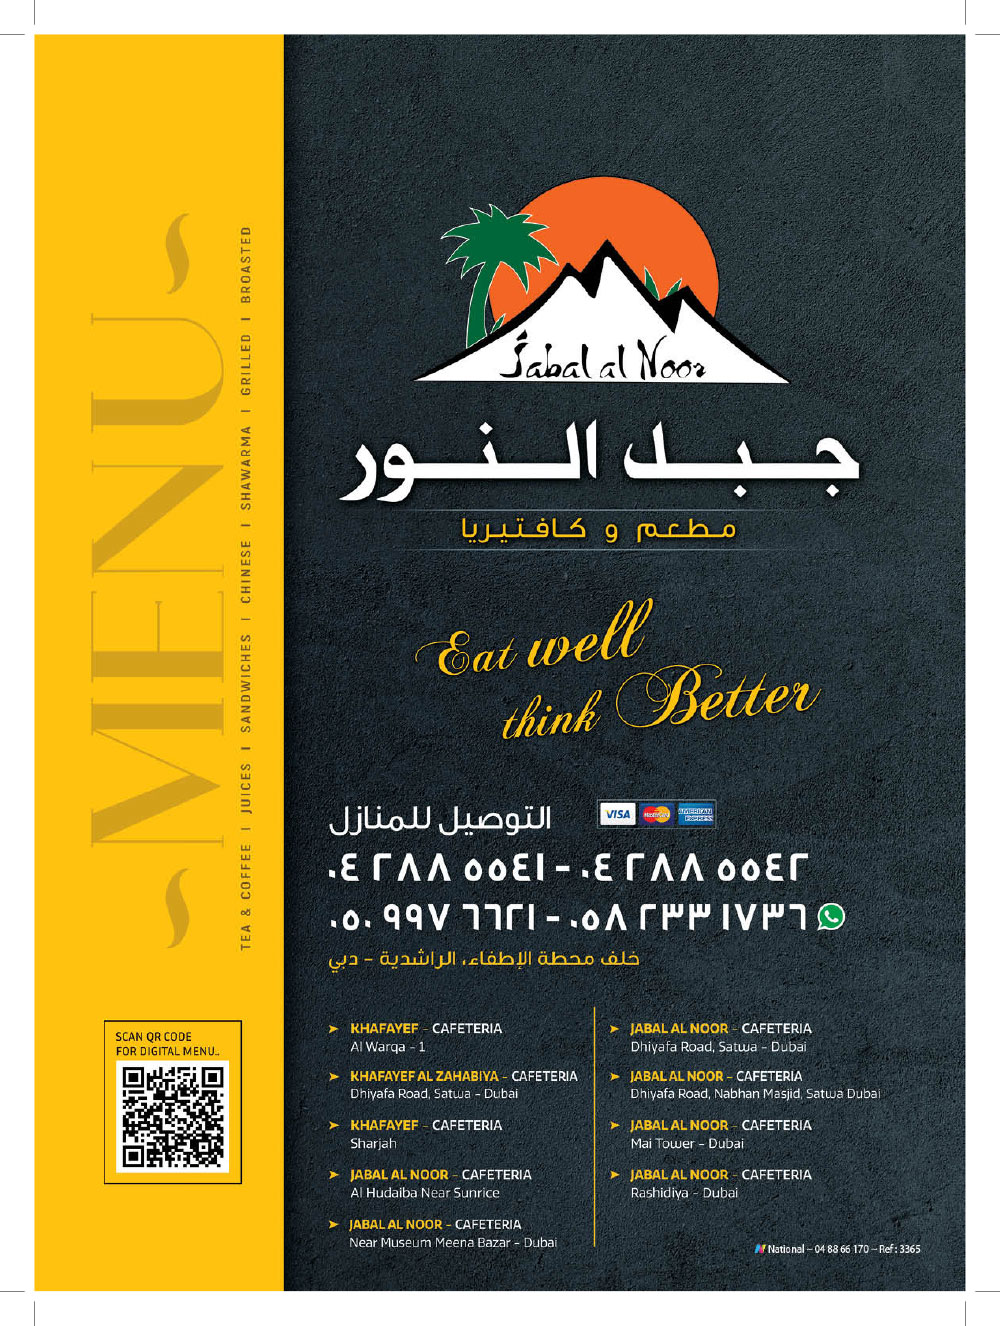 MENU
TEA & COFFEE I JUICES I SANDWICHES I CHINESE I SHAWARMA I GRILLED I BROASTED
SCAN QR CODE
FOR DIGITAL MENU..
Jabal al Noor
جبل النور
مطعم و كافتيريا
Eat well
think Better
التوصيل للمنازل
VISA
MasterCard
AMERICAN
EXPRESS
٠٤ ٢٨٨ ٥٥٤١ - ٠٤ ٢٨٨ ٥٥٤٢
٠٥٠ ٩٩٧ ٦٦٢١ - ٠٥٨ ٢٣٣ ١٧٣٦
خلف محطة الإطفاء، الراشدية - دبي
➤ KHAFAYEF - CAFETERIA
Al Warqa - 1
➤ KHAFAYEF AL ZAHABIYA - CAFETERIA
Dhiyafa Road, Satwa - Dubai
➤ KHAFAYEF - CAFETERIA
Sharjah
➤ JABAL AL NOOR - CAFETERIA
Al Hudaiba Near Sunrice
➤ JABAL AL NOOR - CAFETERIA
Near Museum Meena Bazar - Dubai
➤ JABAL AL NOOR - CAFETERIA
Dhiyafa Road, Satwa - Dubai
➤ JABAL AL NOOR - CAFETERIA
Dhiyafa Road, Nabhan Masjid, Satwa Dubai
➤ JABAL AL NOOR - CAFETERIA
Mai Tower - Dubai
➤ JABAL AL NOOR - CAFETERIA
Rashidiya - Dubai
National – 04 88 66 170 – Ref : 3365